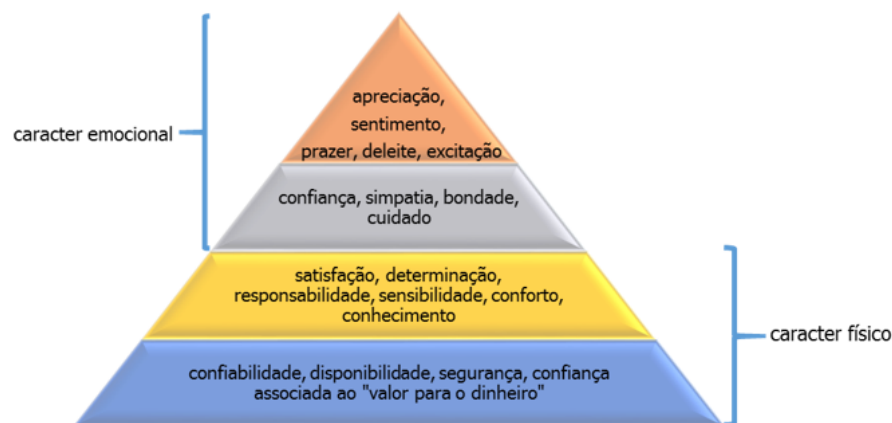 apreciação,
sentimento,
prazer, deleite, excitação
caracter emocional
confiança, simpatia, bondade,
cuidado
satisfação, determinação,
responsabilidade, sensibilidade, conforto,
conhecimento
caracter físico
confiabilidade, disponibilidade, segurança, confiança
associada ao "valor para o dinheiro"